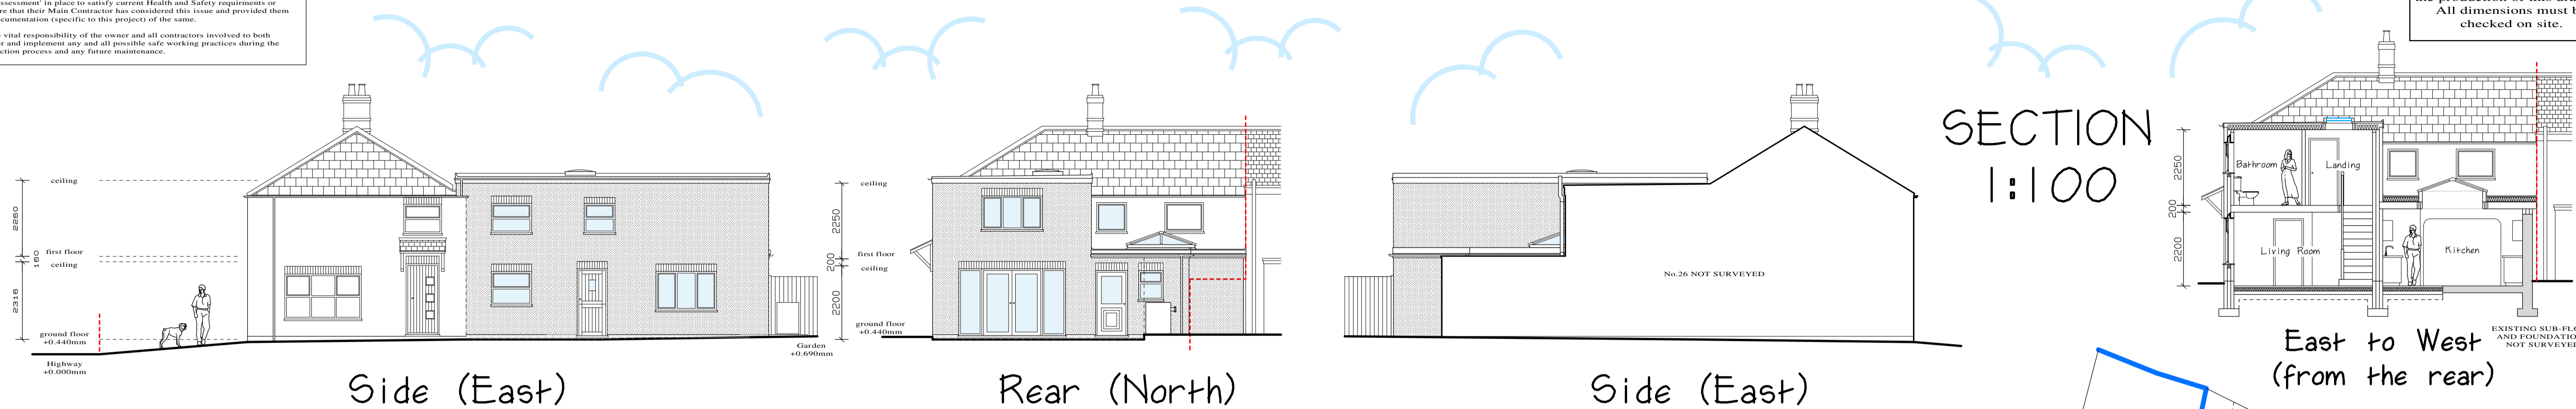 assessment' in place to satisfy current Health and Safety requirments or
re that their Main Contractor has considered this issue and provided them
ocumentation (specific to this project) of the same.
vital responsibility of the owner and all contractors involved to both
or and implement any and all possible safe working practices during the
ction process and any future maintenance.
ceiling
2260
first floor
160
ceiling
2316
ground floor
+0.440mm
Highway
+0.000mm
Garden
+0.690mm
Side (East)
ceiling
2250
first floor
200
ceiling
2200
ground floor
+0.440mm
Rear (North)
No.26 NOT SURVEYED
Side (East)
SECTION
1:100
All dimensions must b
checked on site.
2250
200
2200
Bathroom
Landing
Living Room
Kitchen
EXISTING SUB-FLO
AND FOUNDATIO
NOT SURVEYED
East to West
(from the rear)